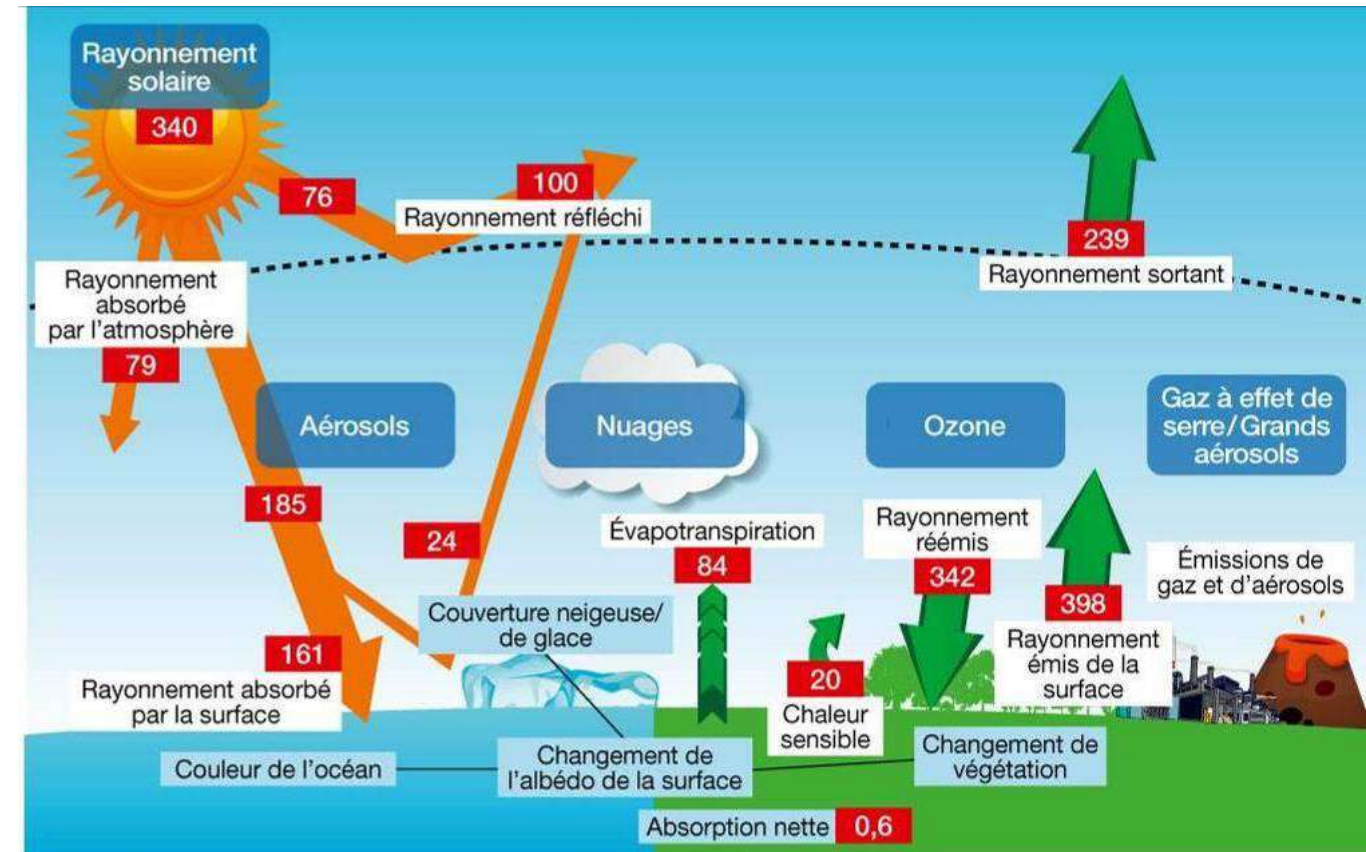 Rayonnement
solaire
340
76
100
Rayonnement réfléchi
239
Rayonnement sortant
Rayonnement
absorbé
par l'atmosphère
79
Aérosols
Nuages
Ozone
Gaz à effet de
serre/Grands
aérosols
185
24
Évapotranspiration
84
Rayonnement
réémis
342
398
Rayonnement
émis de la
surface
Émissions de
gaz et d'aérosols
Couverture neigeuse/
de glace
161
Rayonnement absorbé
par la surface
20
Chaleur
sensible
Couleur de l'océan
Changement de
l'albédo de la surface
Changement de
végétation
Absorption nette 0,6